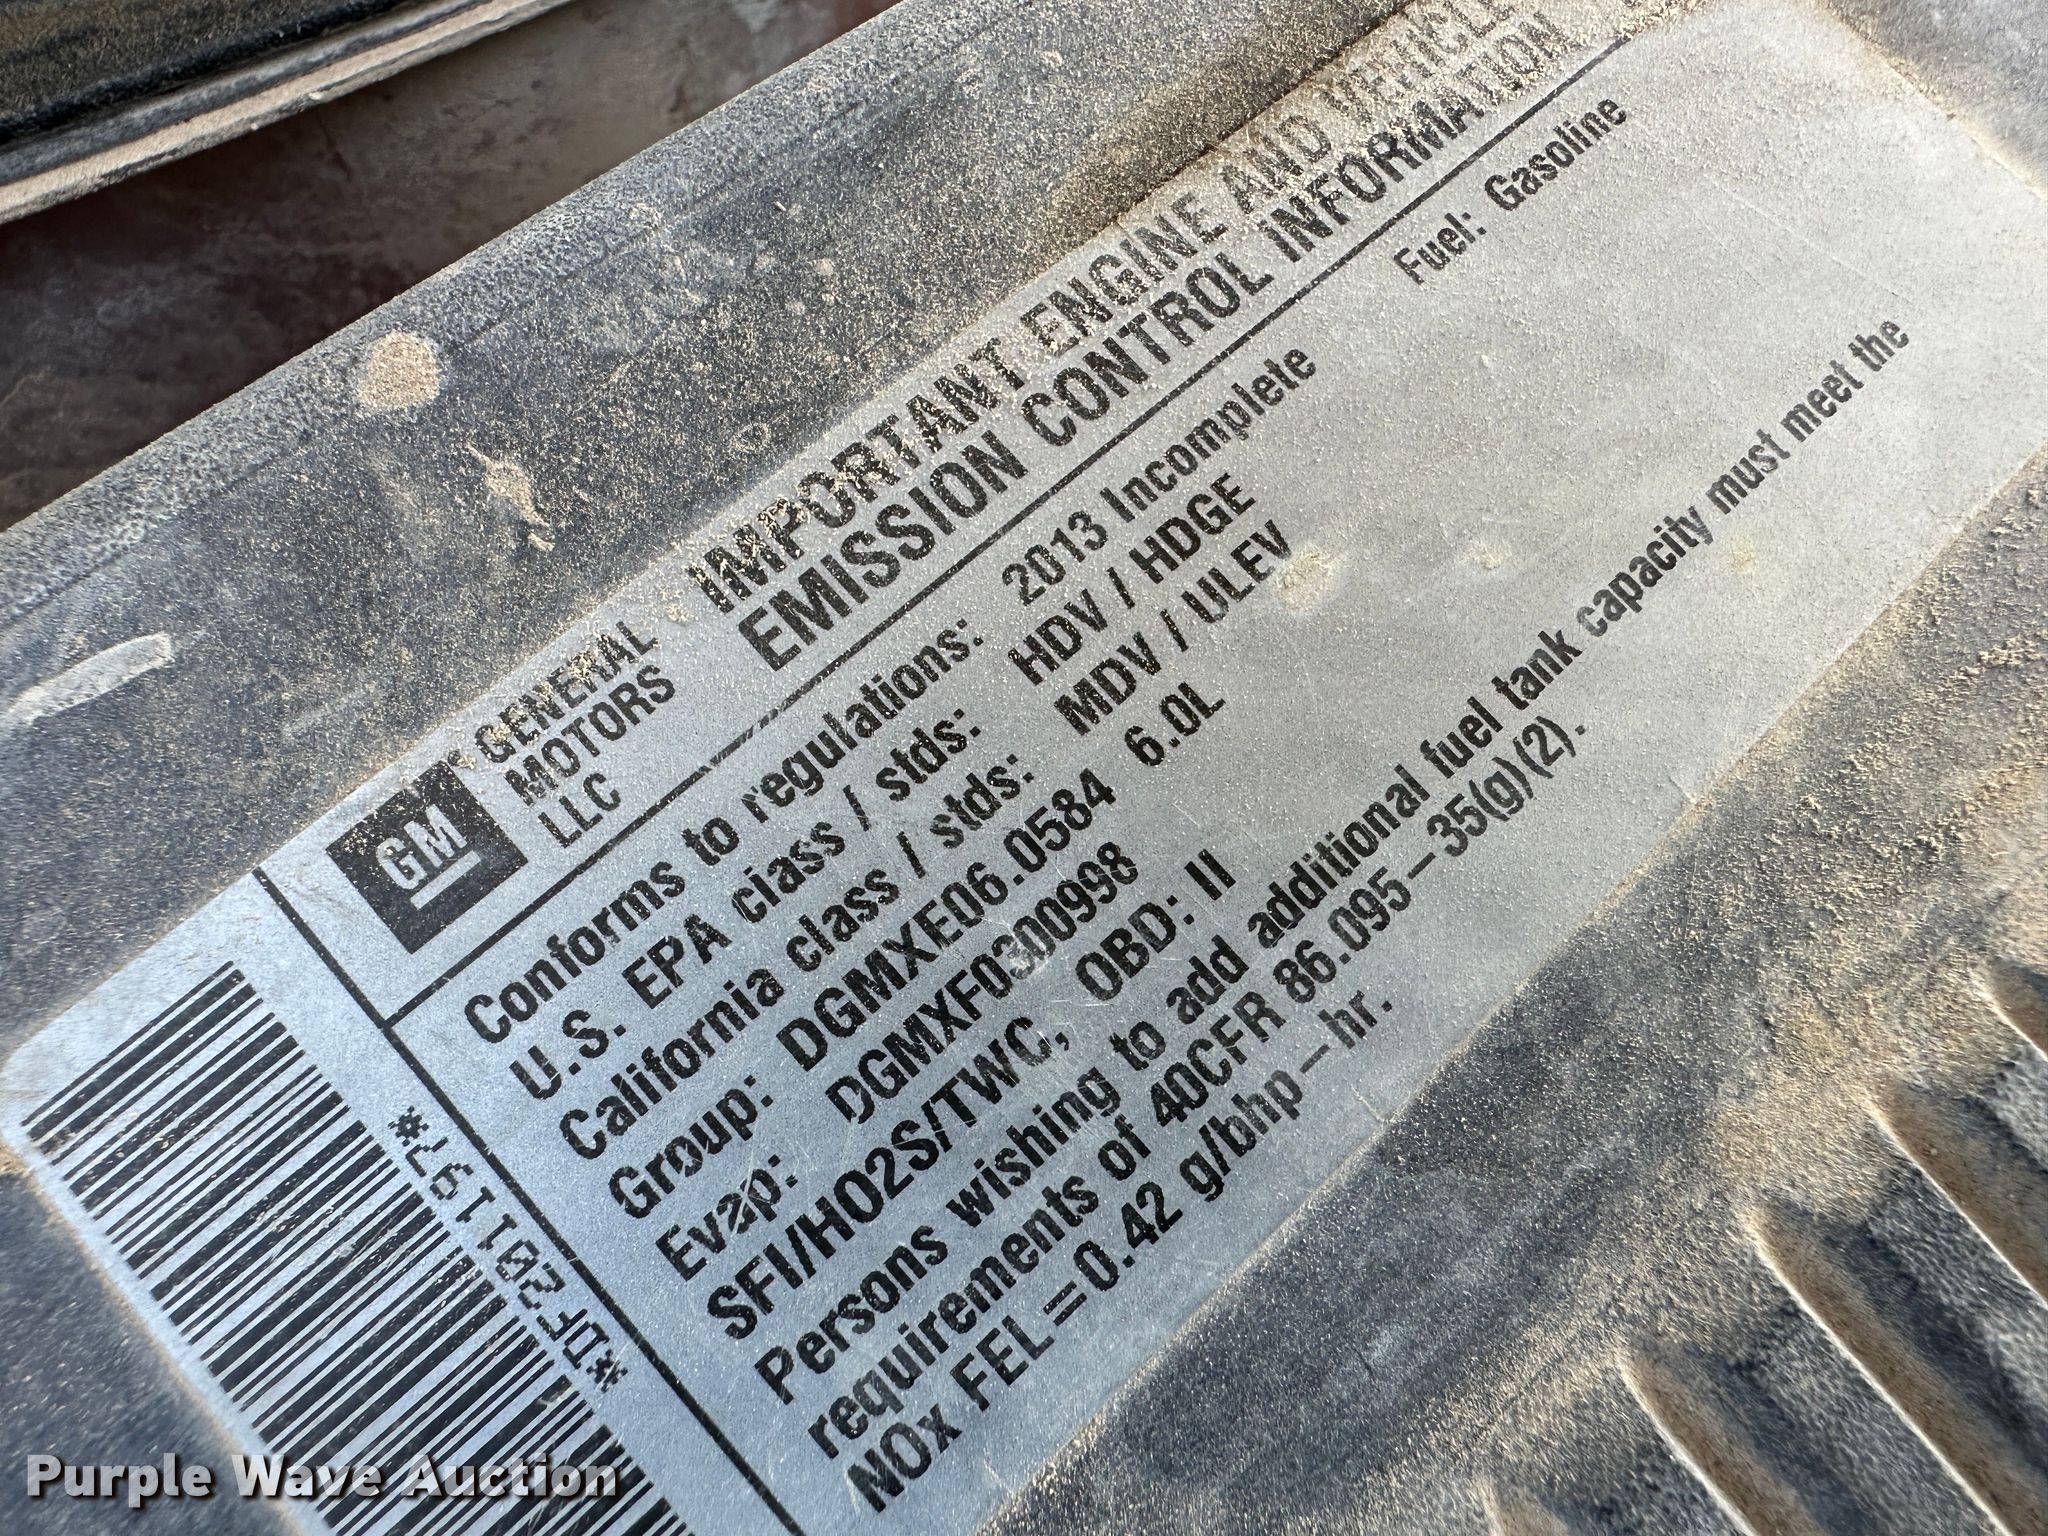 GM
GENERAL
MOTORS
LLC
IMPORTANT ENGINE AND VEHICLE
EMISSION CONTROL INFORMATION
Conforms to regulations: 2013 Incomplete Fuel: Gasoline
U.S. EPA class / stds: HDV / HDGE
California class / stds: MDV / ULEV
Group: DGMXE06.0584 6.0L
Evap: DGMXF0300998
SFI/HO2S/TWC, OBD: II
Persons wishing to add additional fuel tank capacity must meet the
requirements of 40CFR 86.095-35(g)(2).
NOx FEL=0.42 g/bhp-hr.
Purple Wave Auction